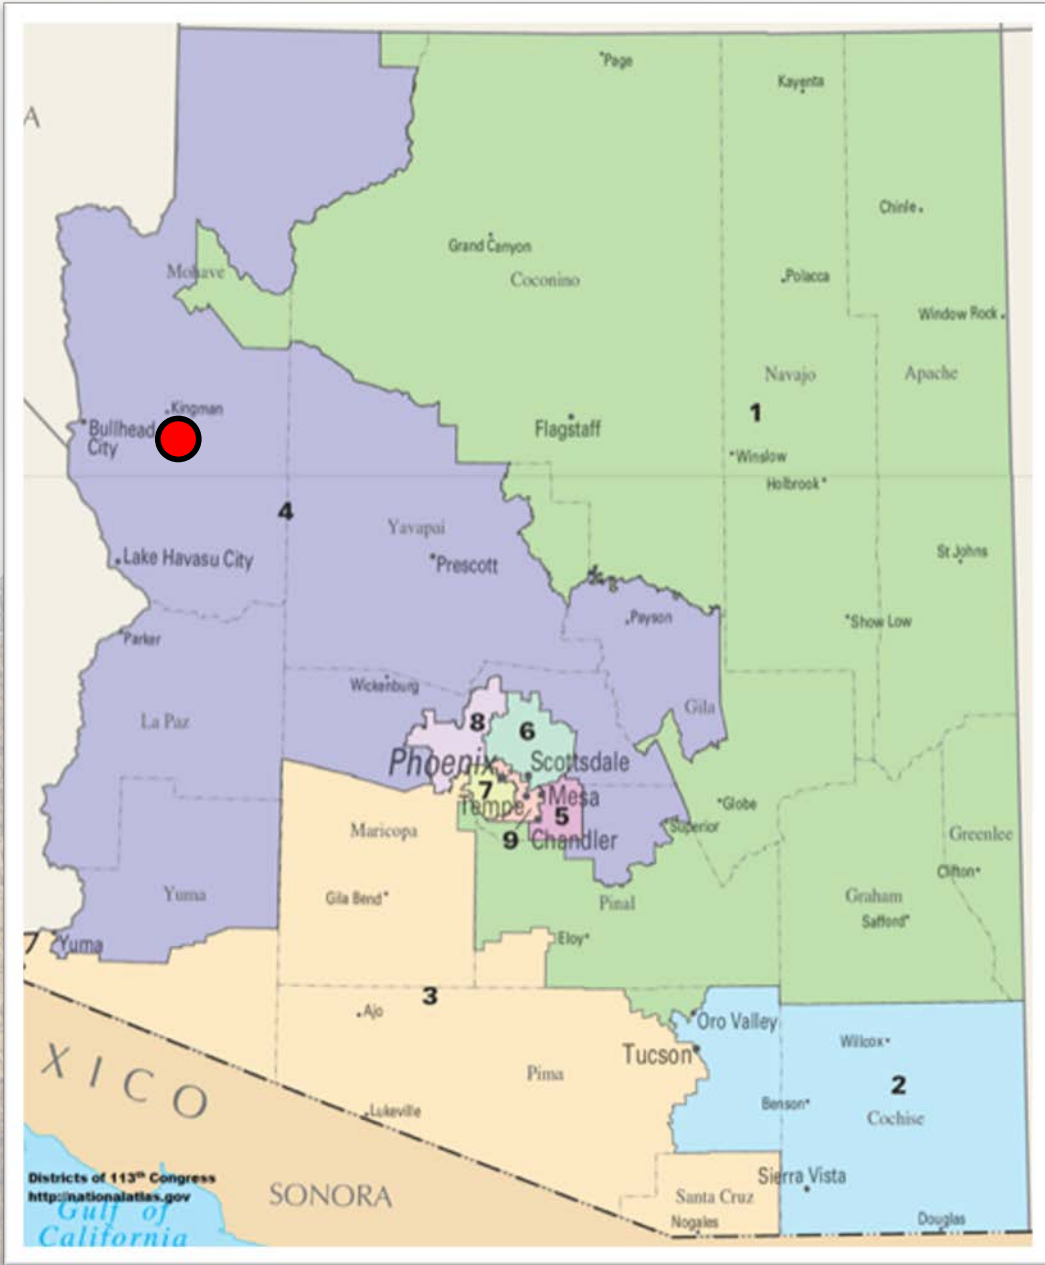 Page
Kayenta
A
Chinle
Grand Canyon
Mohave
Coconino
Polacca
Window Rock
Navajo
Apache
Kingman
1
Bullhead
City
Flagstaff
Winslow
Holbrook
4
Yavapai
St Johns
Lake Havasu City
Prescott
Payson
Show Low
Parker
Wickenburg
Gila
La Paz
8
6
Phoenix
Scottsdale
7
Mesa
Tempe
5
Globe
Superior
Maricopa
9
Chandler
Greenlee
Clifton
Yuma
Gila Bend
Pinal
Graham
Safford
Eloy
7
Yuma
3
Ajo
Oro Valley
Willcox
Tucson
X I C O
Pima
2
Benson
Cochise
Lukeville
Districts of 113th Congress
http://nationalatlas.gov
Gulf of
California
SONORA
Sierra Vista
Santa Cruz
Nogales
Douglas